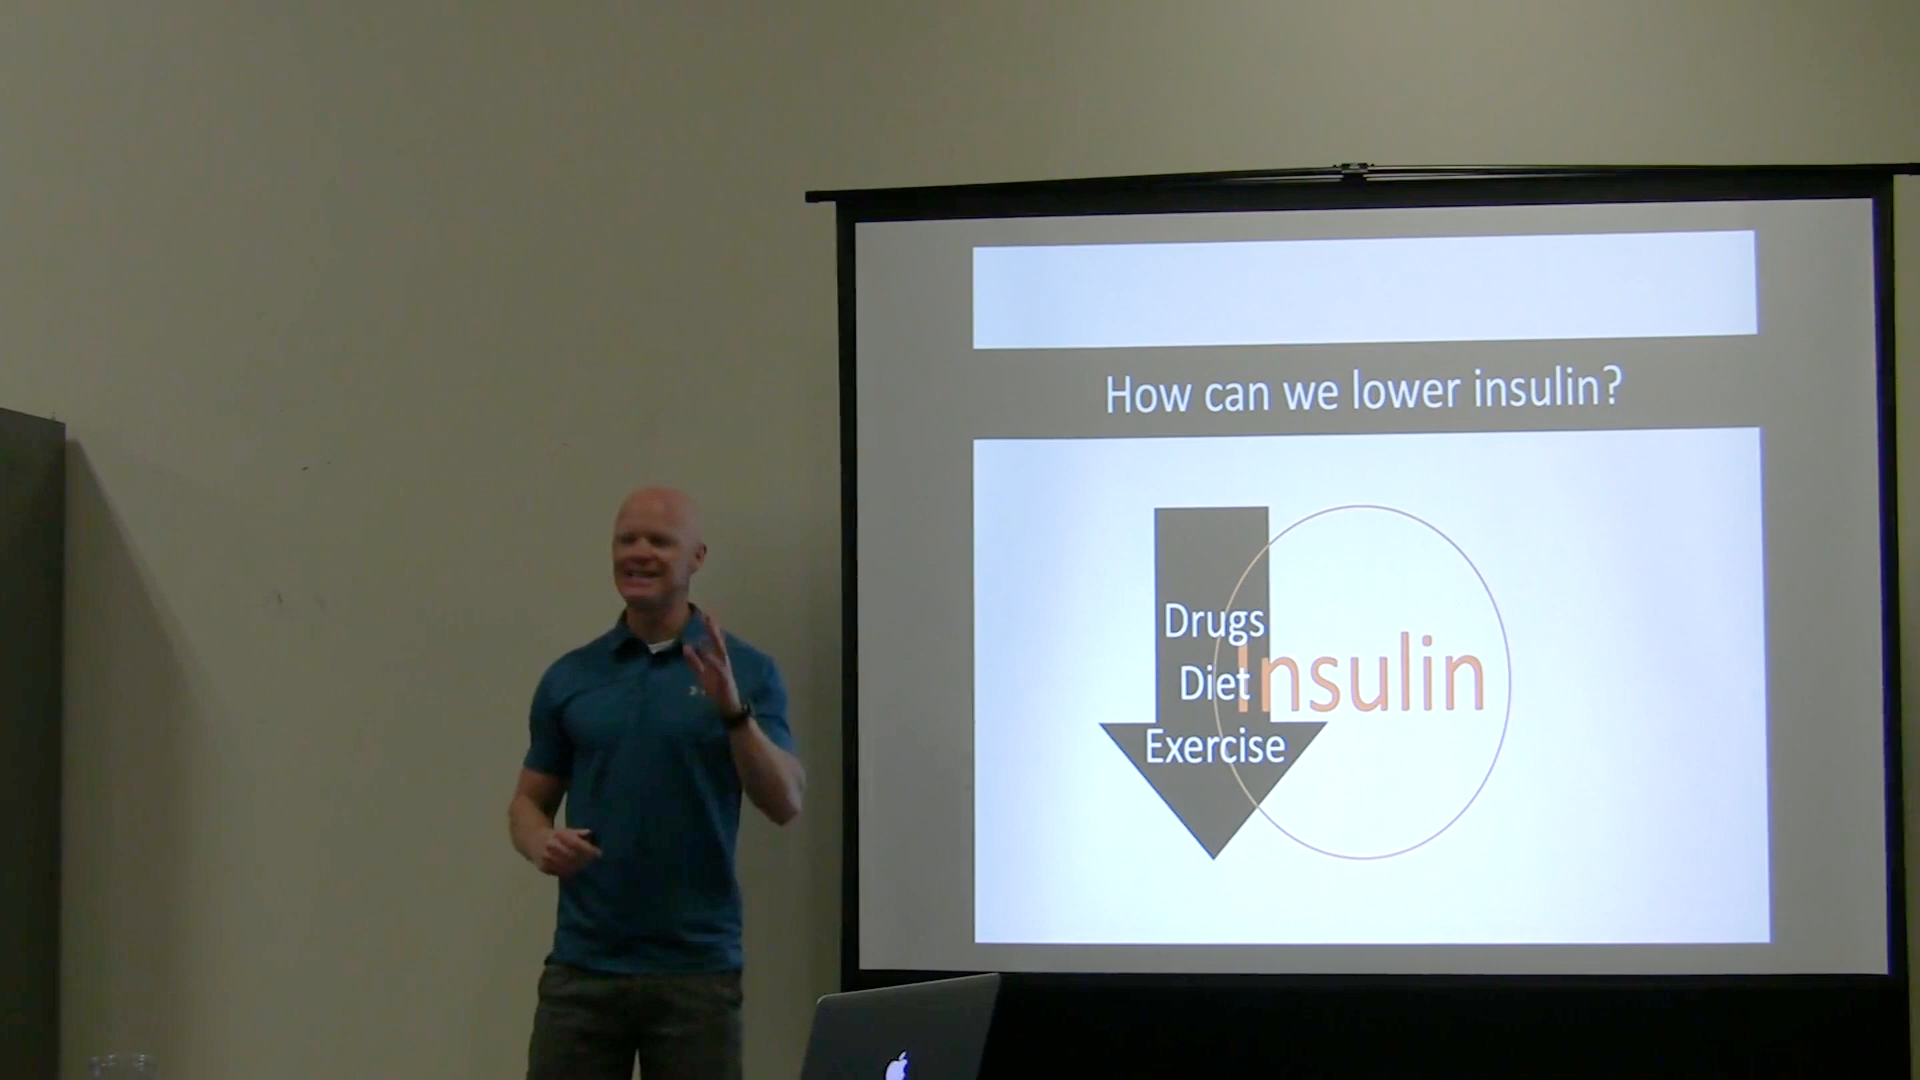 How can we lower insulin?
Drugs
Diet
Insulin
Exercise